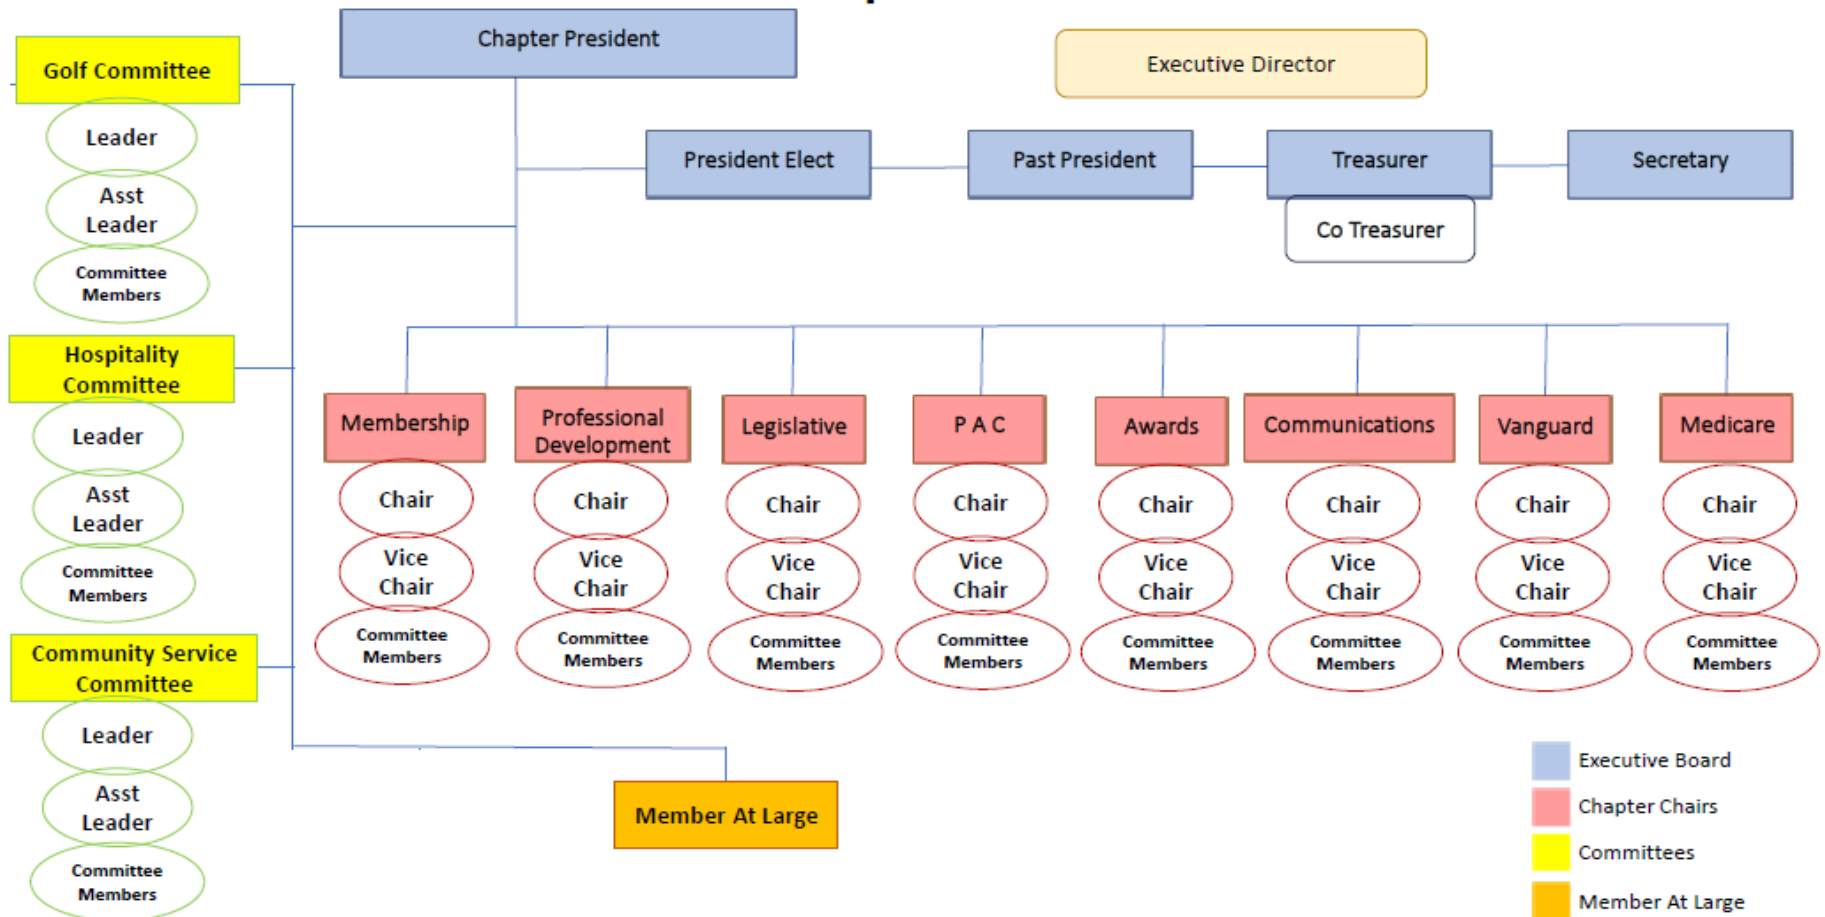 Chapter President
Executive Director
President Elect
Past President
Treasurer
Secretary
Co Treasurer
Golf Committee
Leader
Asst
Leader
Committee
Members
Hospitality
Committee
Leader
Asst
Leader
Committee
Members
Community Service
Committee
Leader
Asst
Leader
Committee
Members
Membership
Chair
Vice
Chair
Committee
Members
Professional
Development
Chair
Vice
Chair
Committee
Members
Legislative
Chair
Vice
Chair
Committee
Members
P A C
Chair
Vice
Chair
Committee
Members
Awards
Chair
Vice
Chair
Committee
Members
Communications
Chair
Vice
Chair
Committee
Members
Vanguard
Chair
Vice
Chair
Committee
Members
Medicare
Chair
Vice
Chair
Committee
Members
Member At Large
Executive Board
Chapter Chairs
Committees
Member At Large